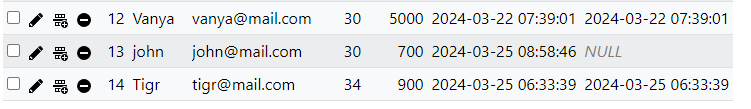 12 Vanya vanya@mail.com 30 5000 2024-03-22 07:39:01 2024-03-22 07:39:01
13 john john@mail.com 30 700 2024-03-25 08:58:46 NULL
14 Tigr tigr@mail.com 34 900 2024-03-25 06:33:39 2024-03-25 06:33:39